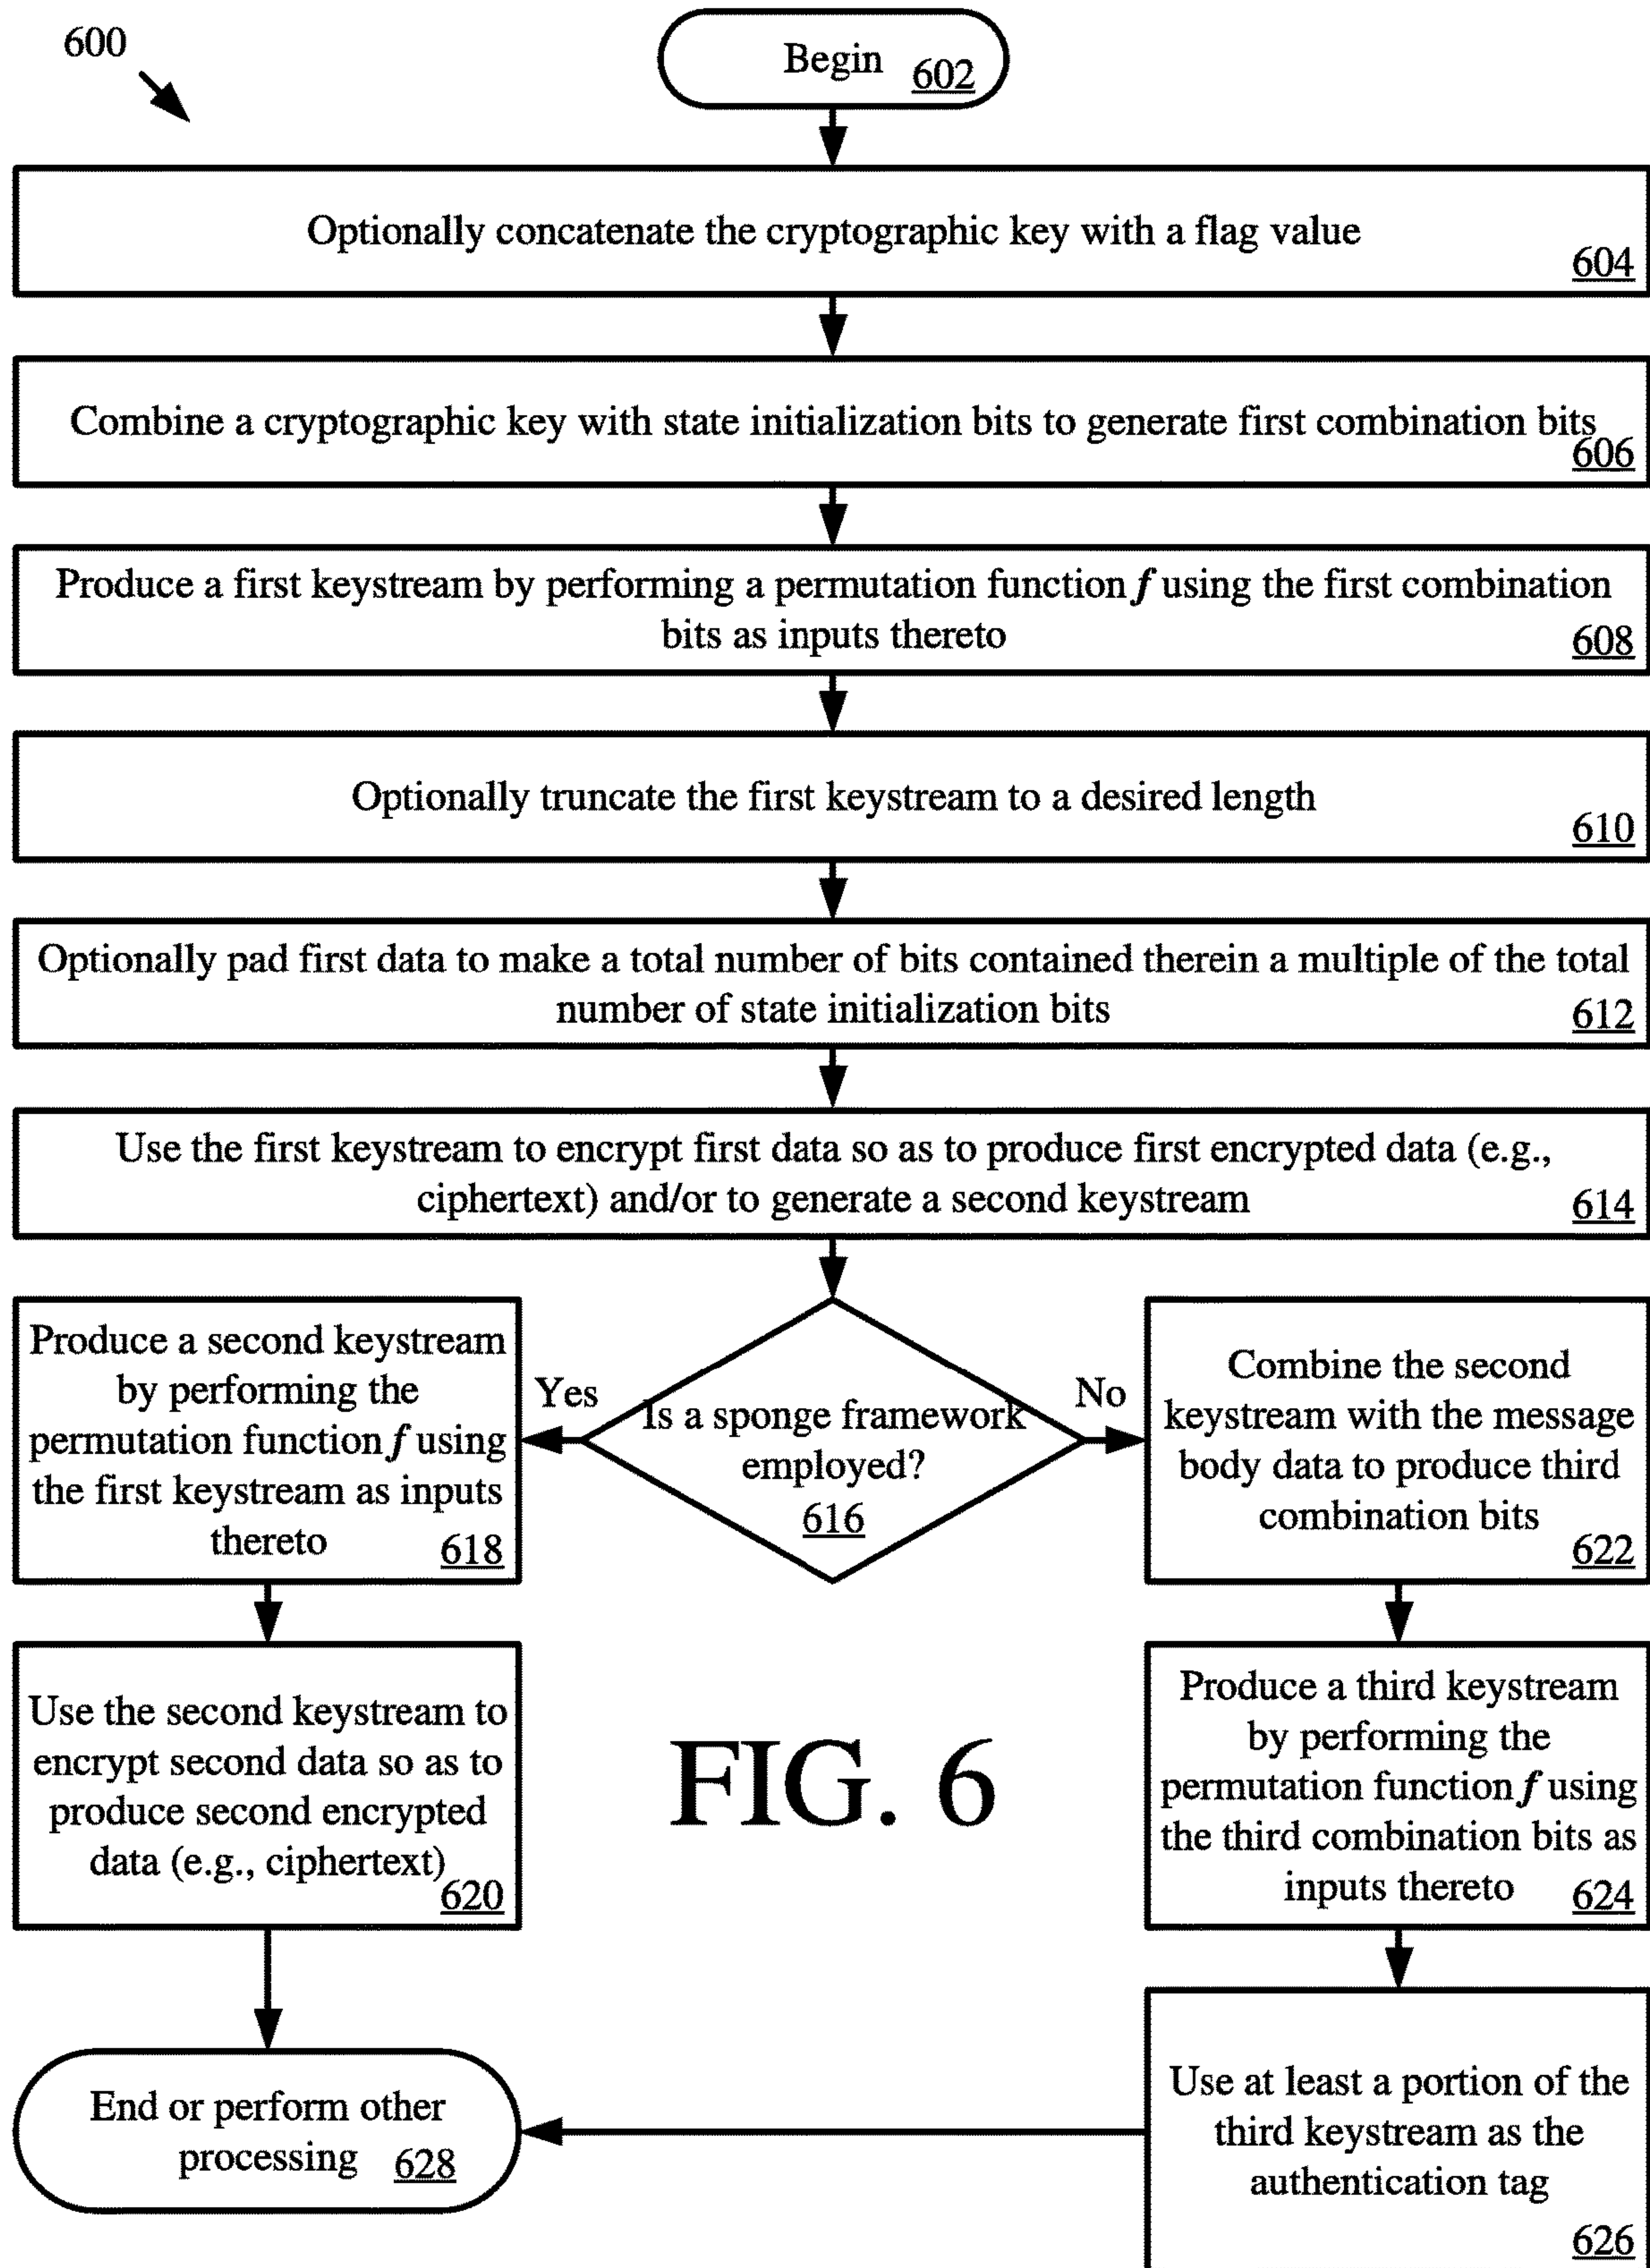 600
Begin 602
Optionally concatenate the cryptographic key with a flag value
604
Combine a cryptographic key with state initialization bits to generate first combination bits
606
Produce a first keystream by performing a permutation function f using the first combination
bits as inputs thereto
608
Optionally truncate the first keystream to a desired length
610
Optionally pad first data to make a total number of bits contained therein a multiple of the total
number of state initialization bits
612
Use the first keystream to encrypt first data so as to produce first encrypted data (e.g.,
ciphertext) and/or to generate a second keystream
614
Is a sponge framework
employed?
616
Yes
No
Produce a second keystream
by performing the
permutation function f using
the first keystream as inputs
thereto
618
Use the second keystream to
encrypt second data so as to
produce second encrypted
data (e.g., ciphertext)
620
Combine the second
keystream with the message
body data to produce third
combination bits
622
Produce a third keystream
by performing the
permutation function f using
the third combination bits as
inputs thereto
624
Use at least a portion of the
third keystream as the
authentication tag
626
End or perform other
processing 628
FIG. 6